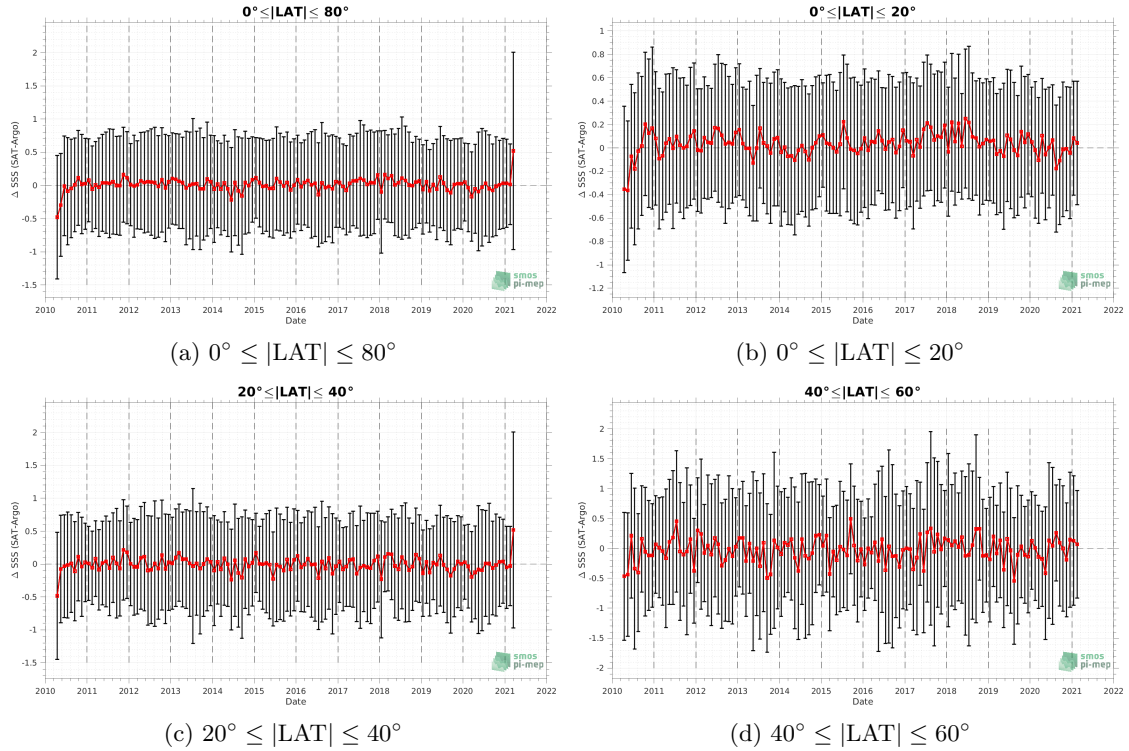 0°≤|LAT|≤ 80°
2
1.5
1
0.5
0
-0.5
-1
-1.5
Δ SSS (SAT-Argo)
2010 2011 2012 2013 2014 2015 2016 2017 2018 2019 2020 2021 2022
Date
smos
pi-mep
(a) 0° ≤ |LAT| ≤ 80°
0°≤|LAT|≤ 20°
1
0.8
0.6
0.4
0.2
0
-0.2
-0.4
-0.6
-0.8
-1
-1.2
Δ SSS (SAT-Argo)
2010 2011 2012 2013 2014 2015 2016 2017 2018 2019 2020 2021 2022
Date
smos
pi-mep
(b) 0° ≤ |LAT| ≤ 20°
20°≤|LAT|≤ 40°
2
1.5
1
0.5
0
-0.5
-1
-1.5
Δ SSS (SAT-Argo)
2010 2011 2012 2013 2014 2015 2016 2017 2018 2019 2020 2021 2022
Date
smos
pi-mep
(c) 20° ≤ |LAT| ≤ 40°
40°≤|LAT|≤ 60°
2
1.5
1
0.5
0
-0.5
-1
-1.5
-2
Δ SSS (SAT-Argo)
2010 2011 2012 2013 2014 2015 2016 2017 2018 2019 2020 2021 2022
Date
smos
pi-mep
(d) 40° ≤ |LAT| ≤ 60°